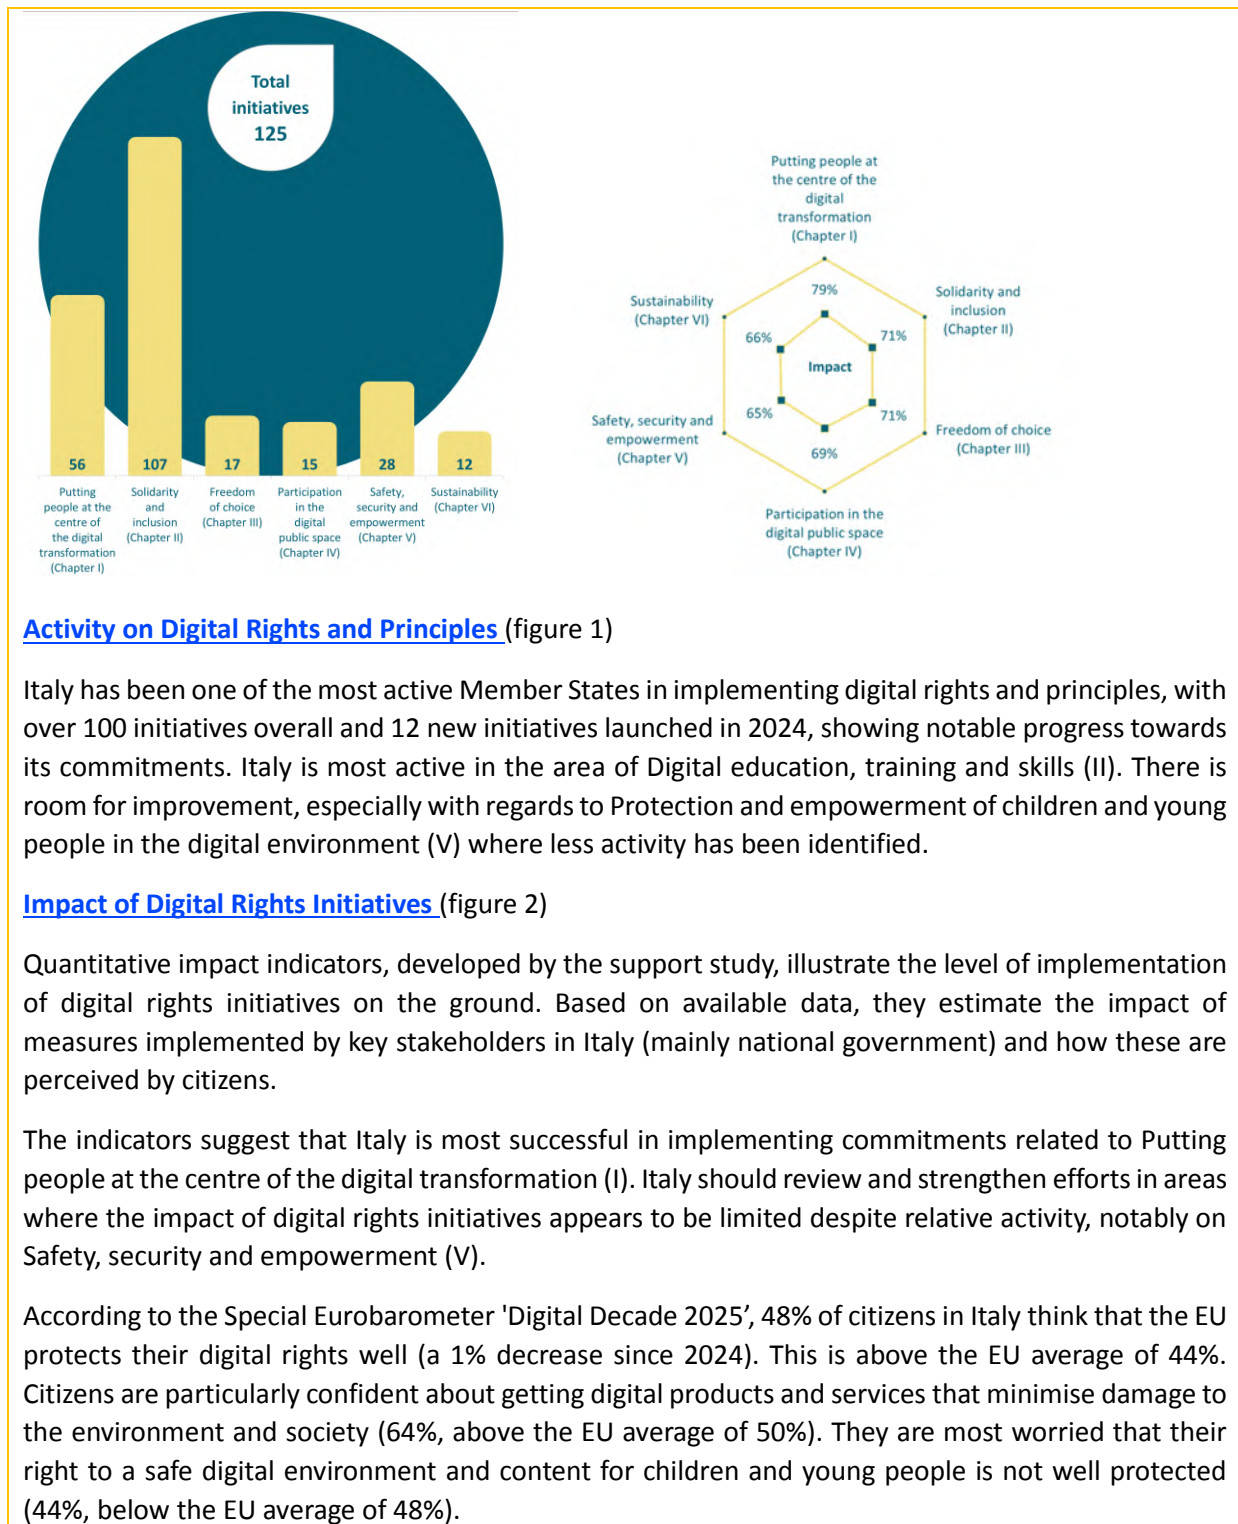 Total
initiatives
125
56
107
17
15
28
12
Putting
people at the
centre of
the digital
transformation
(Chapter I)
Solidarity
and
inclusion
(Chapter II)
Freedom
of choice
(Chapter III)
Participation
in the
digital
public space
(Chapter IV)
Safety,
security and
empowerment
(Chapter V)
Sustainability
(Chapter VI)
Putting people at
the centre of the
digital
transformation
(Chapter I)
79%
Solidarity and
inclusion
(Chapter II)
71%
Freedom of choice
(Chapter III)
71%
Participation in the
digital public space
(Chapter IV)
69%
Safety, security and
empowerment
(Chapter V)
65%
Sustainability
(Chapter VI)
66%
Impact
Activity on Digital Rights and Principles (figure 1)
Italy has been one of the most active Member States in implementing digital rights and principles, with
over 100 initiatives overall and 12 new initiatives launched in 2024, showing notable progress towards
its commitments. Italy is most active in the area of Digital education, training and skills (II). There is
room for improvement, especially with regards to Protection and empowerment of children and young
people in the digital environment (V) where less activity has been identified.
Impact of Digital Rights Initiatives (figure 2)
Quantitative impact indicators, developed by the support study, illustrate the level of implementation
of digital rights initiatives on the ground. Based on available data, they estimate the impact of
measures implemented by key stakeholders in Italy (mainly national government) and how these are
perceived by citizens.
The indicators suggest that Italy is most successful in implementing commitments related to Putting
people at the centre of the digital transformation (I). Italy should review and strengthen efforts in areas
where the impact of digital rights initiatives appears to be limited despite relative activity, notably on
Safety, security and empowerment (V).
According to the Special Eurobarometer 'Digital Decade 2025’, 48% of citizens in Italy think that the EU
protects their digital rights well (a 1% decrease since 2024). This is above the EU average of 44%.
Citizens are particularly confident about getting digital products and services that minimise damage to
the environment and society (64%, above the EU average of 50%). They are most worried that their
right to a safe digital environment and content for children and young people is not well protected
(44%, below the EU average of 48%).